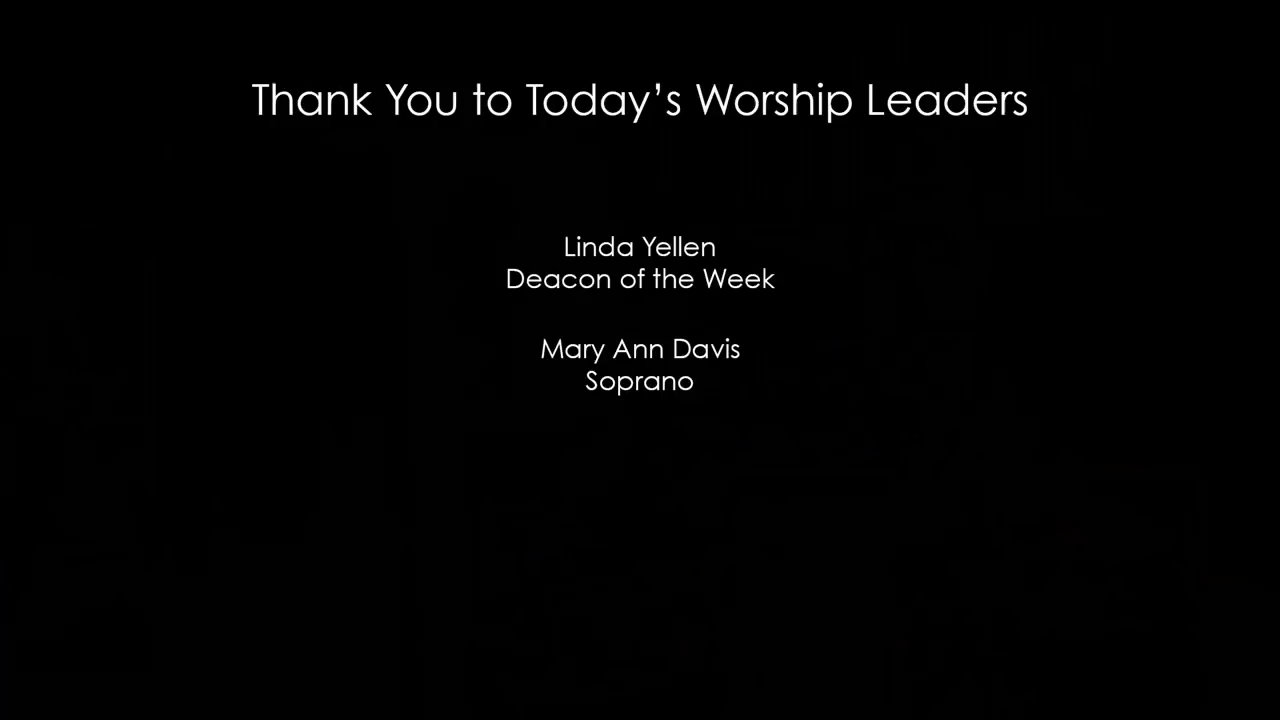 Thank You to Today’s Worship Leaders
Linda Yellen
Deacon of the Week
Mary Ann Davis
Soprano